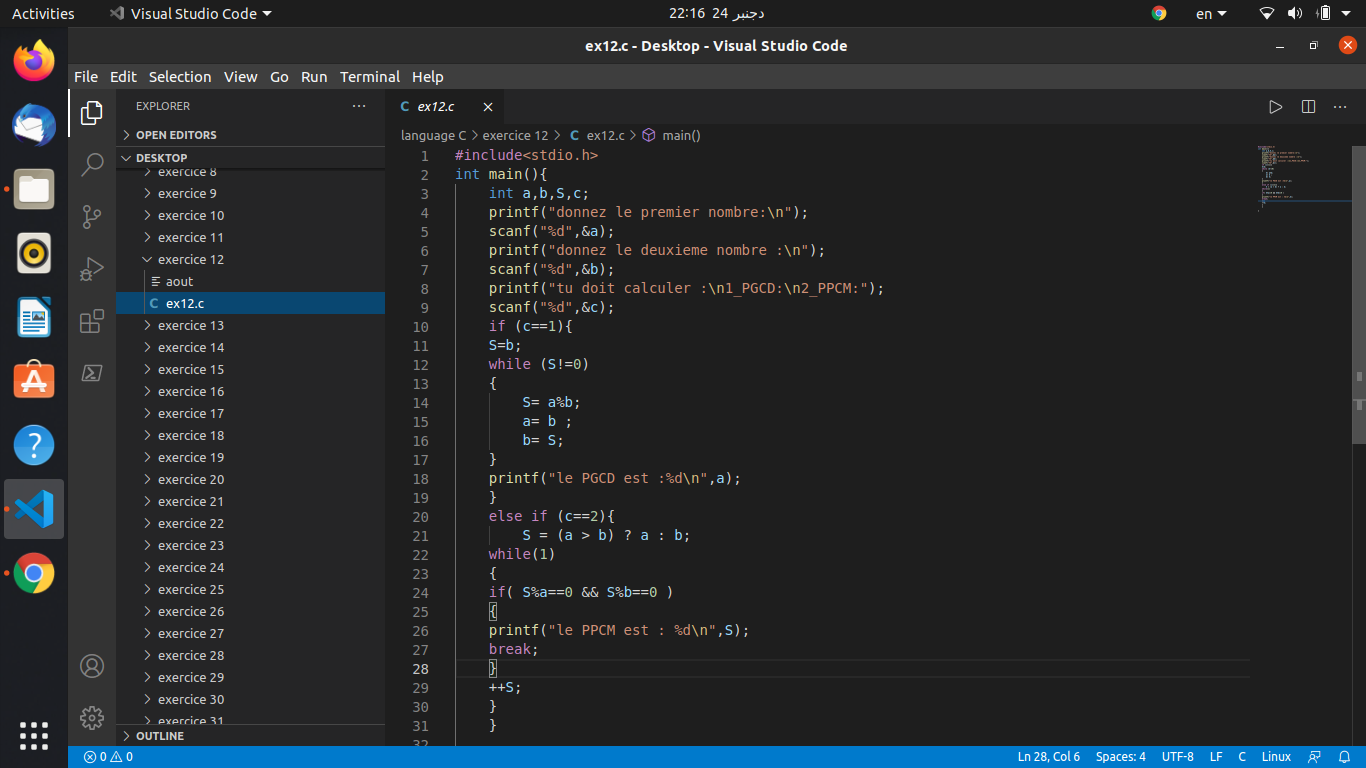 Activities Visual Studio Code 22:16 24 دجنبر en
ex12.c - Desktop - Visual Studio Code
File Edit Selection View Go Run Terminal Help
EXPLORER
OPEN EDITORS
DESKTOP
exercice 8
exercice 9
exercice 10
exercice 11
exercice 12
aout
C ex12.c
exercice 13
exercice 14
exercice 15
exercice 16
exercice 17
exercice 18
exercice 19
exercice 20
exercice 21
exercice 22
exercice 23
exercice 24
exercice 25
exercice 26
exercice 27
exercice 28
exercice 29
exercice 30
exercice 31
OUTLINE
C ex12.c
language C > exercice 12 > C ex12.c > main()
1 #include<stdio.h>
2 int main(){
3 int a,b,S,c;
4 printf("donnez le premier nombre:\n");
5 scanf("%d",&a);
6 printf("donnez le deuxieme nombre :\n");
7 scanf("%d",&b);
8 printf("tu doit calculer :\n1_PGCD:\n2_PPCM:");
9 scanf("%d",&c);
10 if (c==1){
11 S=b;
12 while (S!=0)
13 {
14 S= a%b;
15 a= b ;
16 b= S;
17 }
18 printf("le PGCD est :%d\n",a);
19 }
20 else if (c==2){
21 S = (a > b) ? a : b;
22 while(1)
23 {
24 if( S%a==0 && S%b==0 )
25 {
26 printf("le PPCM est : %d\n",S);
27 break;
28 }
29 ++S;
30 }
31 }
32
0 0 Ln 28, Col 6 Spaces: 4 UTF-8 LF C Linux